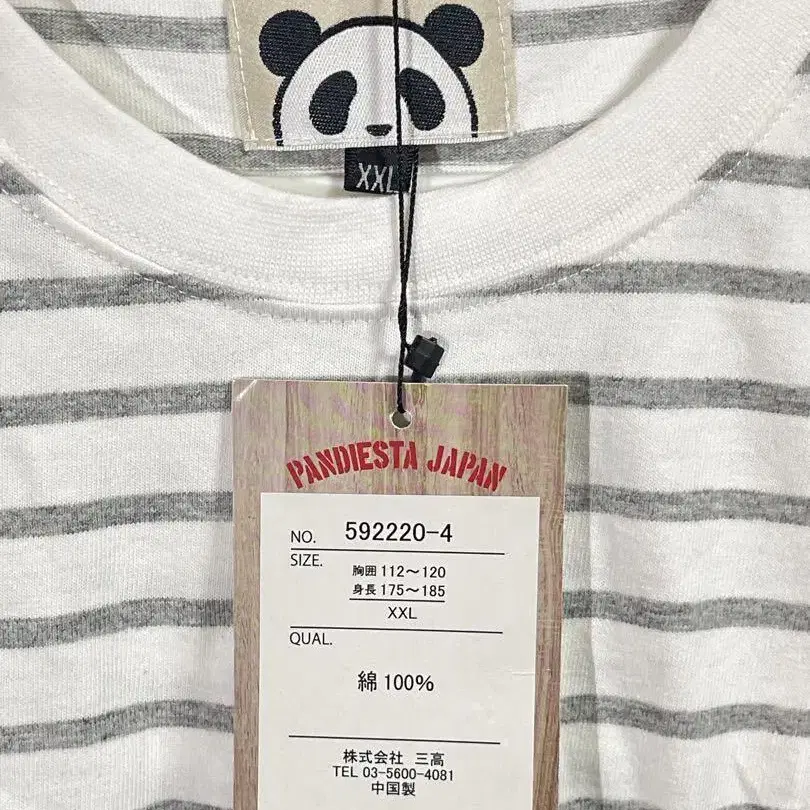 XXL
PANDIESTA JAPAN
NO. 592220-4
SIZE.
胸囲 112～120
身長 175～185
XXL
QUAL.
綿 100%
株式会社 三高
TEL 03-5600-4081
中国製